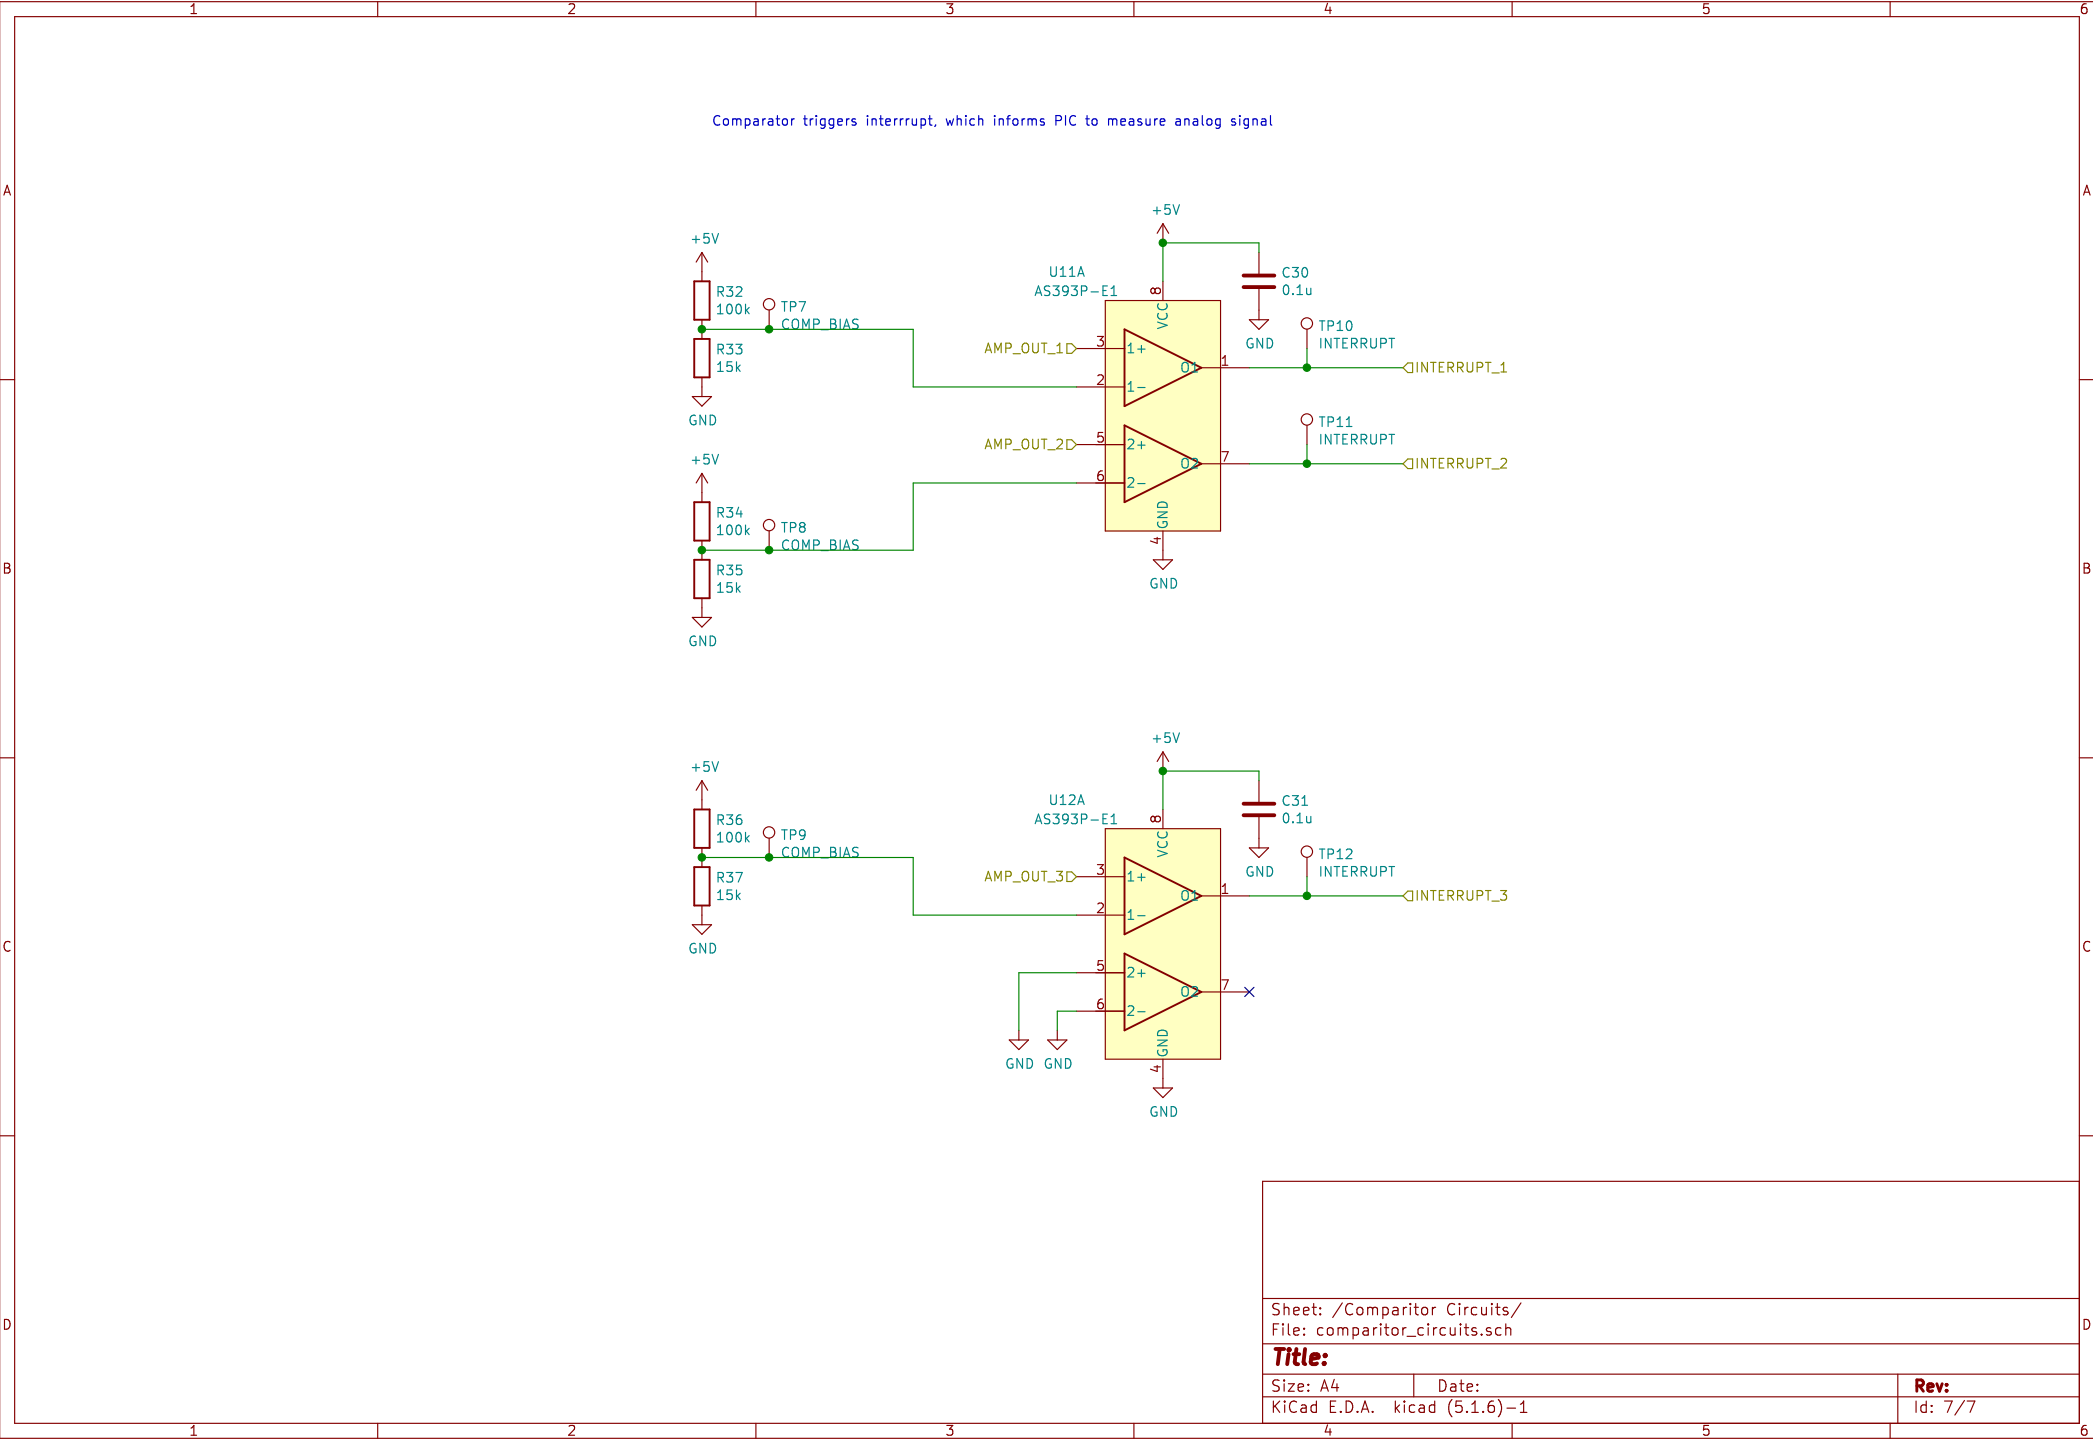 1 2 3 4 5 6
Comparator triggers interrrupt, which informs PIC to measure analog signal
A A
+5V
+5V
U11A
AS393P-E1
C30
0.1u
R32
100k
TP7
COMP_BIAS
8
VCC
GND
TP10
INTERRUPT
R33
15k
AMP_OUT_1
3
1+
O1
1
INTERRUPT_1
2
1-
GND
TP11
INTERRUPT
AMP_OUT_2
5
2+
O2
7
INTERRUPT_2
6
2-
+5V
R34
100k
TP8
COMP_BIAS
GND
4
GND
B B
R35
15k
GND
+5V
+5V
U12A
AS393P-E1
C31
0.1u
R36
100k
TP9
COMP_BIAS
8
VCC
GND
TP12
INTERRUPT
R37
15k
AMP_OUT_3
3
1+
O1
1
INTERRUPT_3
2
1-
GND
C C
5
2+
O2
7
6
2-
GND GND
GND
4
GND
Sheet: /Comparitor Circuits/
File: comparitor_circuits.sch
D D
Title:
Size: A4 Date: Rev:
KiCad E.D.A. kicad (5.1.6)-1 Id: 7/7
1 2 3 4 5 6